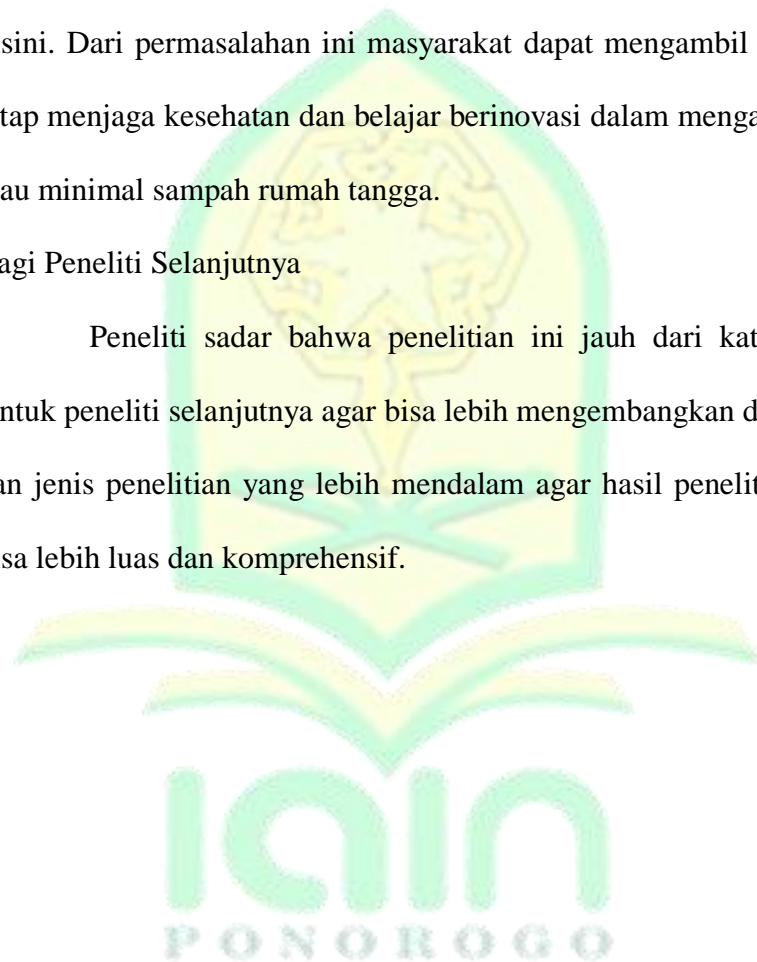 sini. Dari permasalahan ini masyarakat dapat mengambil
tap menjaga kesehatan dan belajar berinovasi dalam menga
au minimal sampah rumah tangga.
agi Peneliti Selanjutnya
Peneliti sadar bahwa penelitian ini jauh dari kat
ntuk peneliti selanjutnya agar bisa lebih mengembangkan d
an jenis penelitian yang lebih mendalam agar hasil penelit
sa lebih luas dan komprehensif.
iain
PONOROGO